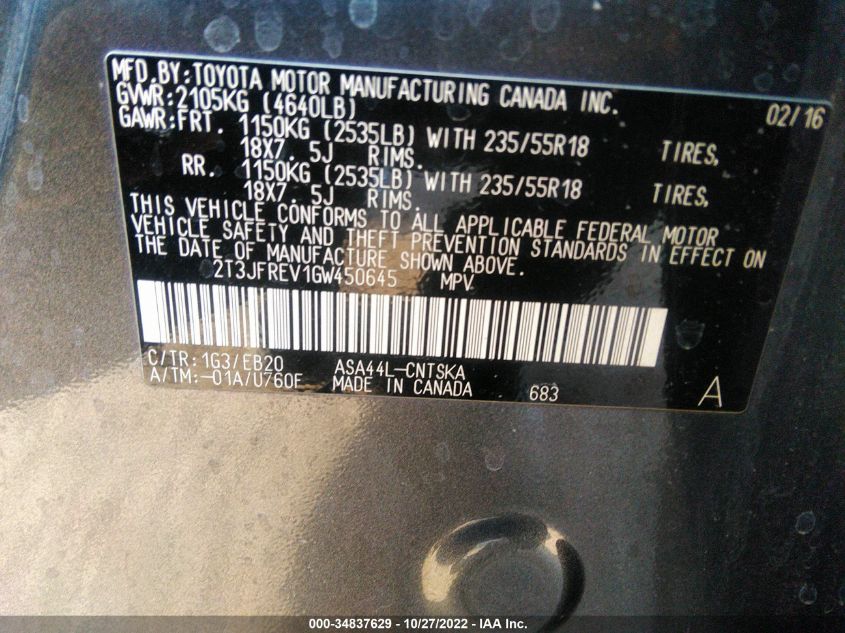 MFD.BY:TOYOTA MOTOR MANUFACTURING CANADA INC.
GVWR:2105KG (4640LB) 02/16
GAWR:FRT. 1150KG (2535LB) WITH 235/55R18 TIRES,
18X7.5J RIMS.
RR. 1150KG (2535LB) WITH 235/55R18 TIRES,
18X7.5J RIMS.
THIS VEHICLE CONFORMS TO ALL APPLICABLE FEDERAL MOTOR
VEHICLE SAFETY AND THEFT PREVENTION STANDARDS IN EFFECT ON
THE DATE OF MANUFACTURE SHOWN ABOVE.
2T3JFREV1GW450645 MPV
C/TR:1G3/EB20 ASA44L-CNTSKA
A/TM:-01A/U760F MADE IN CANADA 683 A
000-34837629 - 10/27/2022 - IAA Inc.